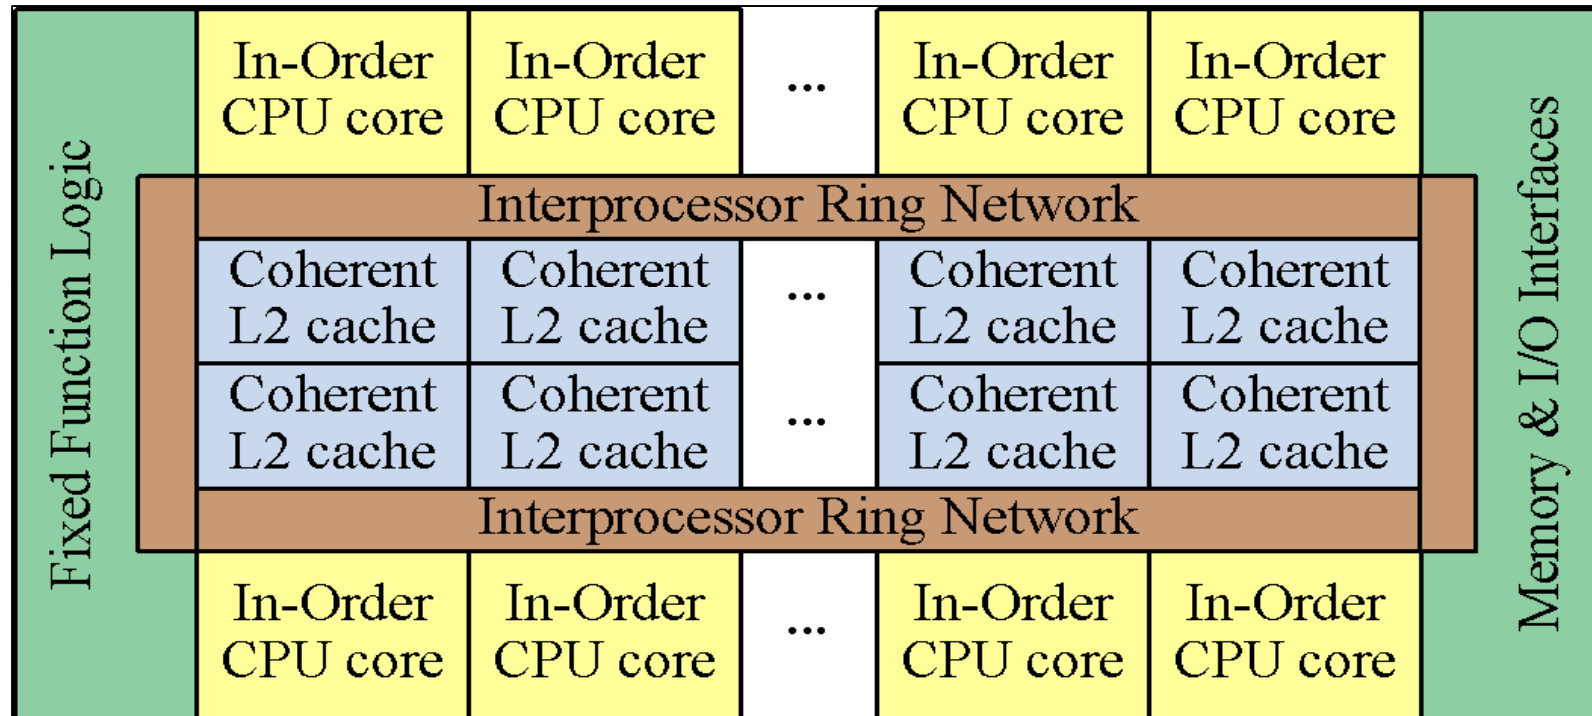 Fixed Function Logic
In-Order
CPU core
In-Order
CPU core
...
In-Order
CPU core
In-Order
CPU core
Interprocessor Ring Network
Coherent
L2 cache
Coherent
L2 cache
...
Coherent
L2 cache
Coherent
L2 cache
Coherent
L2 cache
Coherent
L2 cache
...
Coherent
L2 cache
Coherent
L2 cache
Interprocessor Ring Network
In-Order
CPU core
In-Order
CPU core
...
In-Order
CPU core
In-Order
CPU core
Memory & I/O Interfaces